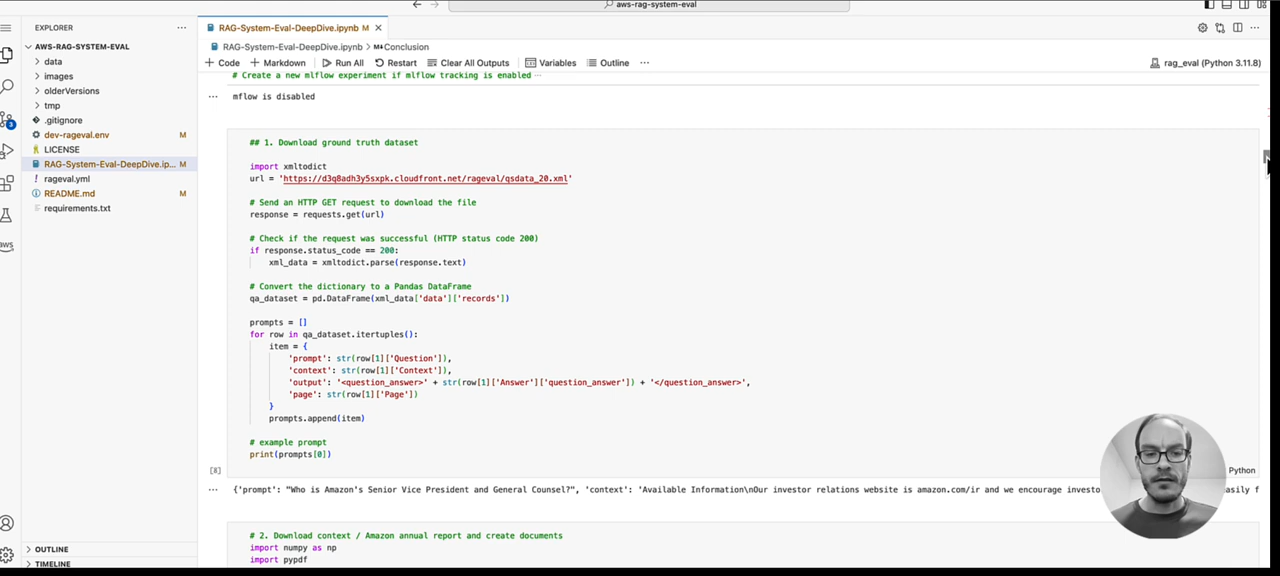 aws-rag-system-eval
EXPLORER
RAG-System-Eval-DeepDive.ipynb M
AWS-RAG-SYSTEM-EVAL
RAG-System-Eval-DeepDive.ipynb > M↓Conclusion
data
images
olderVersions
tmp
.gitignore
dev-rageval.env M
LICENSE
RAG-System-Eval-DeepDive.ip... M
rageval.yml
README.md M
requirements.txt
3
aws
OUTLINE
TIMELINE
+ Code + Markdown Run All Restart Clear All Outputs Variables Outline ... rag_eval (Python 3.11.8)
# Create a new mlflow experiment if mlflow tracking is enabled ...
mflow is disabled
## 1. Download ground truth dataset
import xmltodict
url = 'https://d3q8adh3y5sxpk.cloudfront.net/rageval/qsdata_20.xml'
# Send an HTTP GET request to download the file
response = requests.get(url)
# Check if the request was successful (HTTP status code 200)
if response.status_code == 200:
xml_data = xmltodict.parse(response.text)
# Convert the dictionary to a Pandas DataFrame
qa_dataset = pd.DataFrame(xml_data['data']['records'])
prompts = []
for row in qa_dataset.itertuples():
item = {
'prompt': str(row[1]['Question']),
'context': str(row[1]['Context']),
'output': '<question_answer>' + str(row[1]['Answer']['question_answer']) + '</question_answer>',
'page': str(row[1]['Page'])
}
prompts.append(item)
# example prompt
print(prompts[0])
[8]
Python
{'prompt': "Who is Amazon's Senior Vice President and General Counsel?", 'context': 'Available Information\nOur investor relations website is amazon.com/ir and we encourage investo
# 2. Download context / Amazon annual report and create documents
import numpy as np
import pypdf